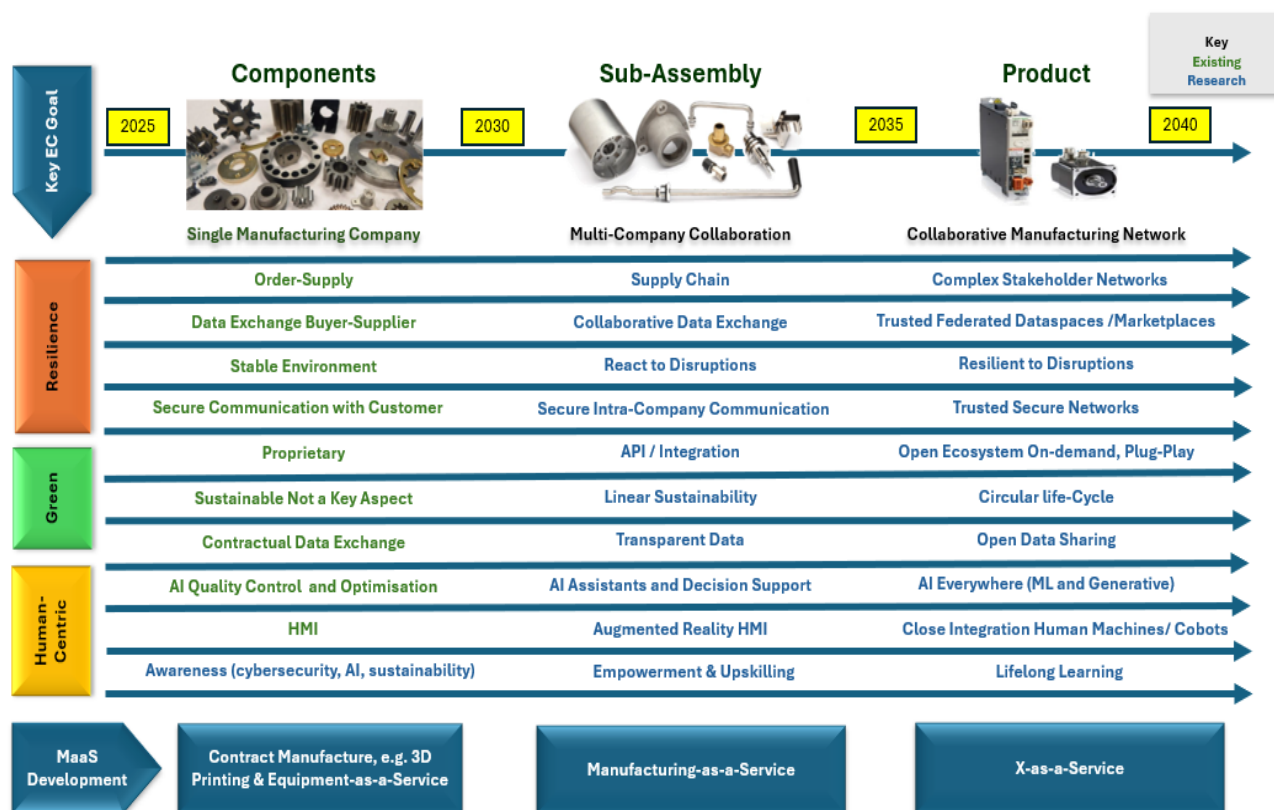 Key
Existing
Research
Key EC Goal
Components
Sub-Assembly
Product
2025
2030
2035
2040
Single Manufacturing Company
Multi-Company Collaboration
Collaborative Manufacturing Network
Resilience
Order-Supply
Supply Chain
Complex Stakeholder Networks
Data Exchange Buyer-Supplier
Collaborative Data Exchange
Trusted Federated Dataspaces /Marketplaces
Stable Environment
React to Disruptions
Resilient to Disruptions
Secure Communication with Customer
Secure Intra-Company Communication
Trusted Secure Networks
Green
Proprietary
API / Integration
Open Ecosystem On-demand, Plug-Play
Sustainable Not a Key Aspect
Linear Sustainability
Circular life-Cycle
Contractual Data Exchange
Transparent Data
Open Data Sharing
Human-
Centric
AI Quality Control and Optimisation
AI Assistants and Decision Support
AI Everywhere (ML and Generative)
HMI
Augmented Reality HMI
Close Integration Human Machines/ Cobots
Awareness (cybersecurity, AI, sustainability)
Empowerment & Upskilling
Lifelong Learning
MaaS
Development
Contract Manufacture, e.g. 3D
Printing & Equipment-as-a-Service
Manufacturing-as-a-Service
X-as-a-Service